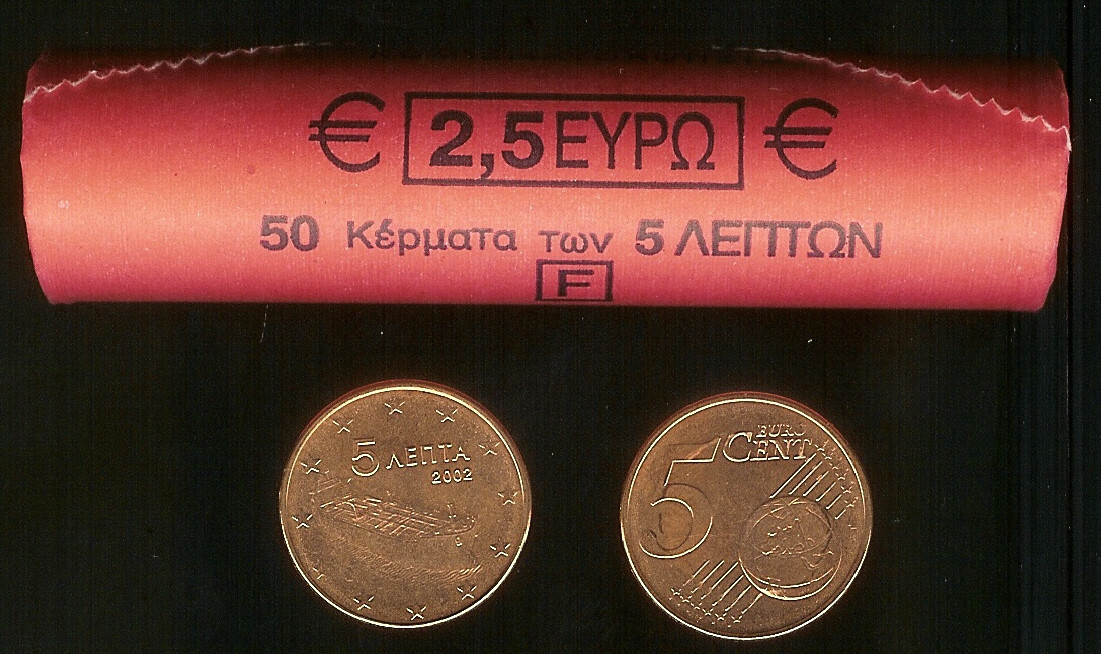 € 2,5 ΕΥΡΩ €
50 Κέρματα των 5 ΛΕΠΤΩΝ
F
5 ΛΕΠΤΑ
2002
5 EURO
CENT